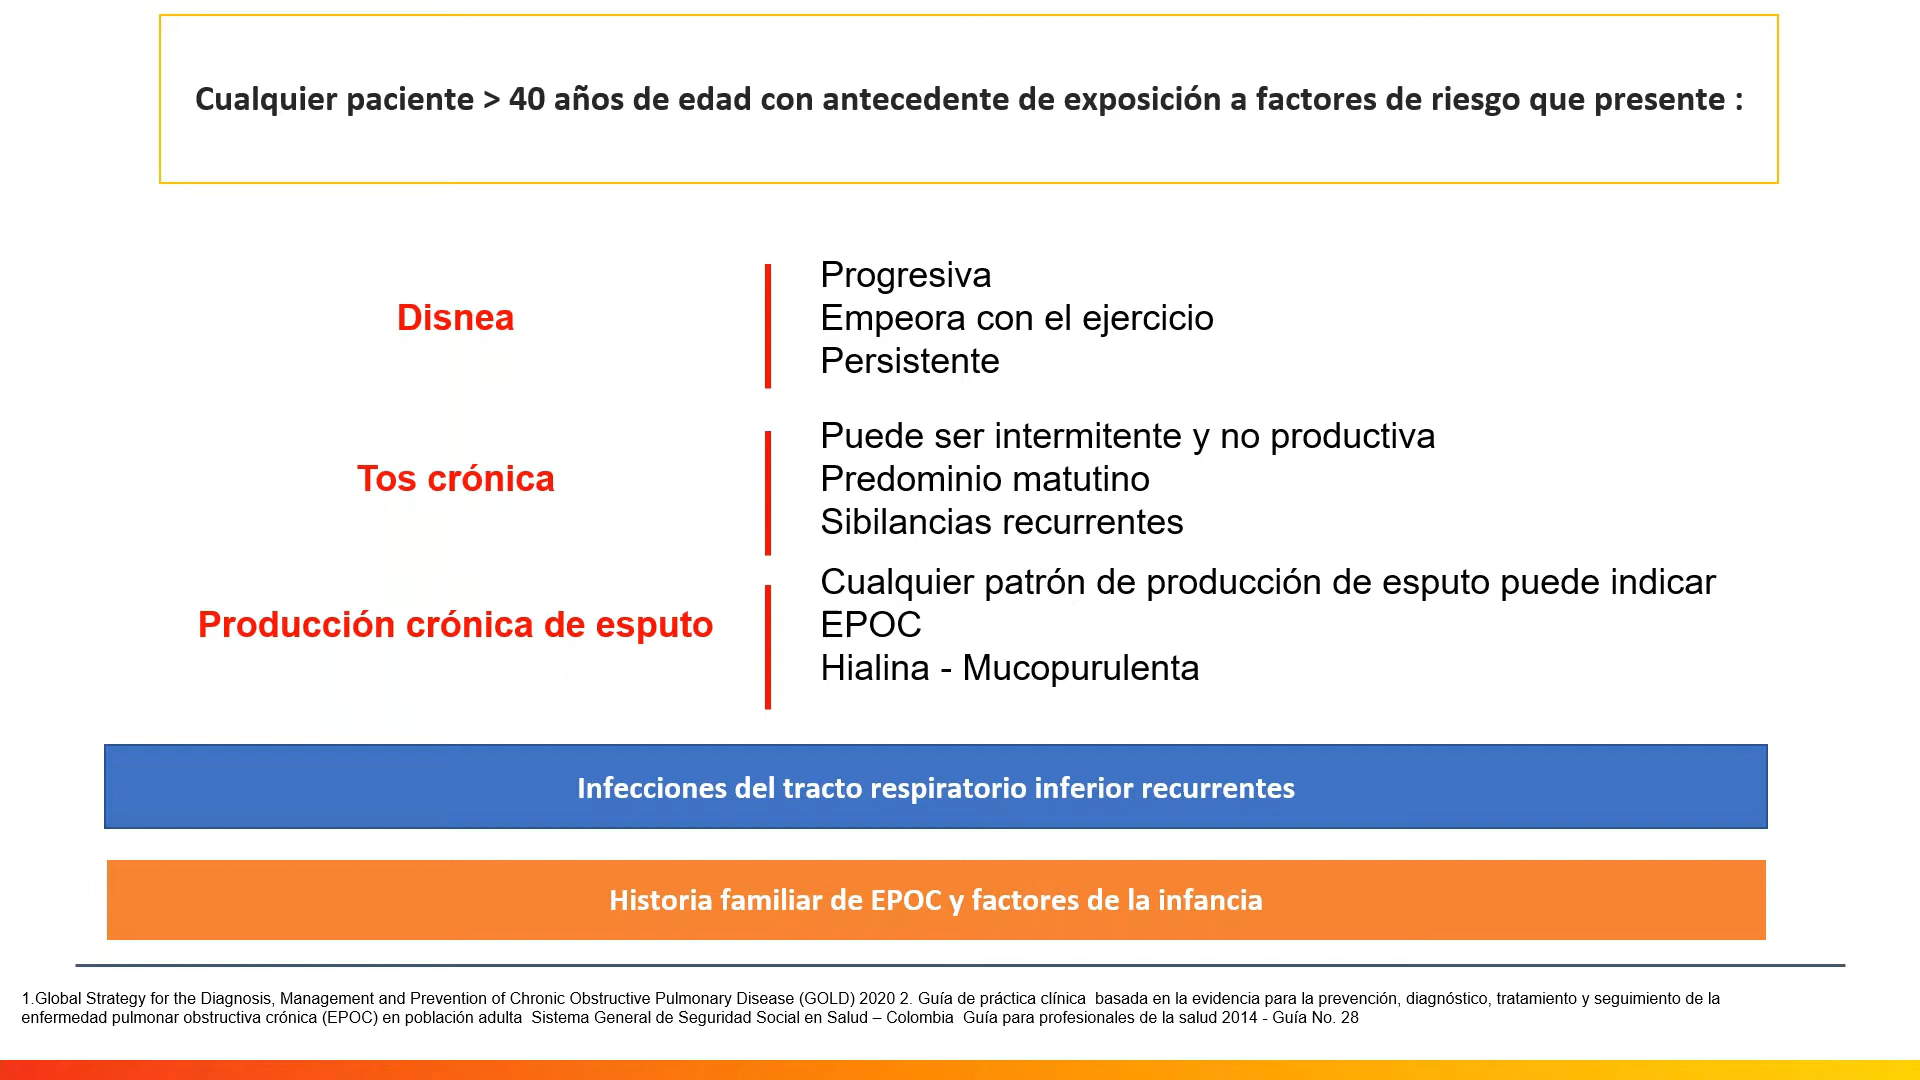 Cualquier paciente > 40 años de edad con antecedente de exposición a factores de riesgo que presente :
Disnea
Progresiva
Empeora con el ejercicio
Persistente
Tos crónica
Puede ser intermitente y no productiva
Predominio matutino
Sibilancias recurrentes
Producción crónica de esputo
Cualquier patrón de producción de esputo puede indicar
EPOC
Hialina - Mucopurulenta
Infecciones del tracto respiratorio inferior recurrentes
Historia familiar de EPOC y factores de la infancia
1.Global Strategy for the Diagnosis, Management and Prevention of Chronic Obstructive Pulmonary Disease (GOLD) 2020 2. Guía de práctica clínica  basada en la evidencia para la prevención, diagnóstico, tratamiento y seguimiento de la
enfermedad pulmonar obstructiva crónica (EPOC) en población adulta  Sistema General de Seguridad Social en Salud – Colombia  Guía para profesionales de la salud 2014 - Guía No. 28